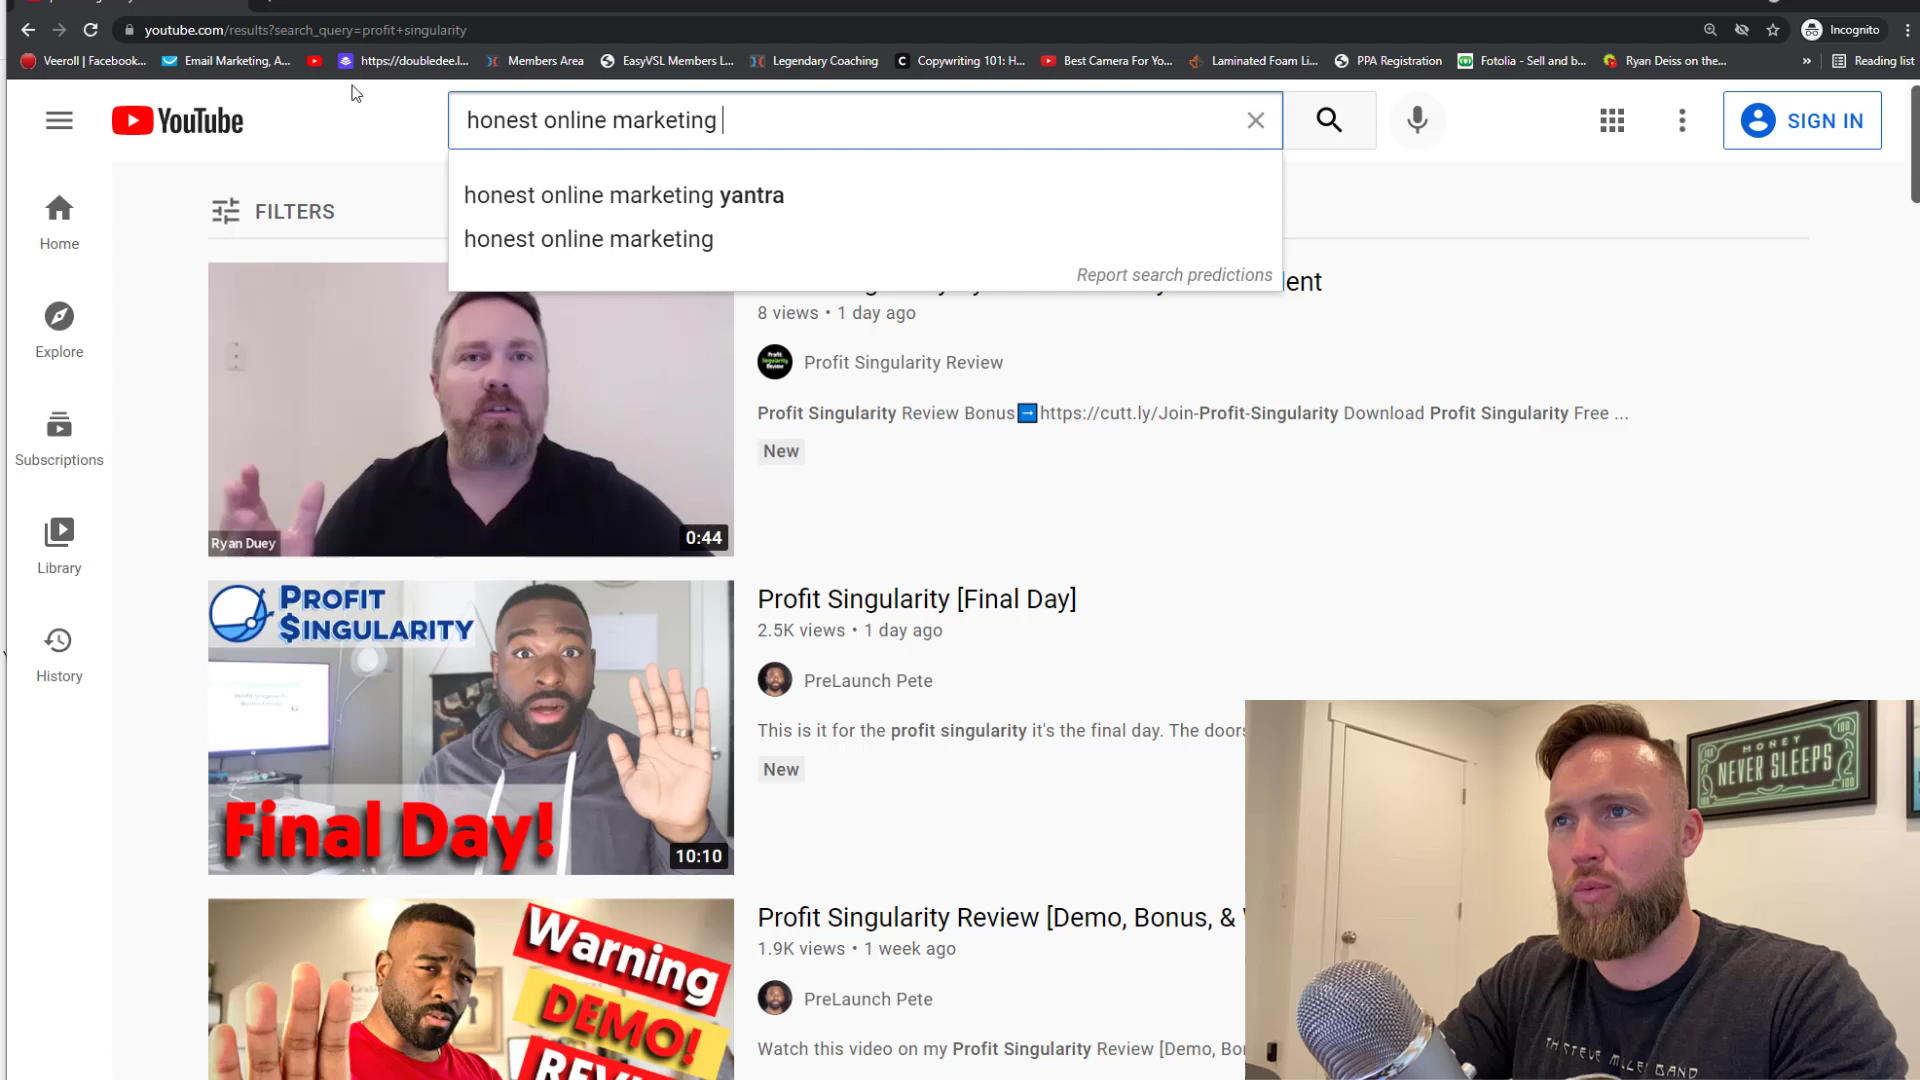 youtube.com/results?search_query=profit+singularity
Incognito
Veeroll | Facebook...
Email Marketing, A...
https://doubledee.l...
Members Area
EasyVSL Members L...
Legendary Coaching
Copywriting 101: H...
Best Camera For Yo...
Laminated Foam Li...
PPA Registration
Fotolia - Sell and b...
Ryan Deiss on the...
»
Reading list
YouTube
honest online marketing
SIGN IN
honest online marketing yantra
honest online marketing
Report search predictions
FILTERS
Home
Explore
Subscriptions
Library
History
ent
8 views • 1 day ago
Profit Singularity Review
Profit Singularity Review Bonus➡https://cutt.ly/Join-Profit-Singularity Download Profit Singularity Free ...
New
Ryan Duey
0:44
PROFIT
$INGULARITY
Final Day!
10:10
Profit Singularity [Final Day]
2.5K views • 1 day ago
PreLaunch Pete
This is it for the profit singularity it's the final day. The doors
New
Warning
DEMO!
Profit Singularity Review [Demo, Bonus, &
1.9K views • 1 week ago
PreLaunch Pete
Watch this video on my Profit Singularity Review [Demo, Bo
MONEY
NEVER SLEEPS
100
100
STEVE MILLER BAND